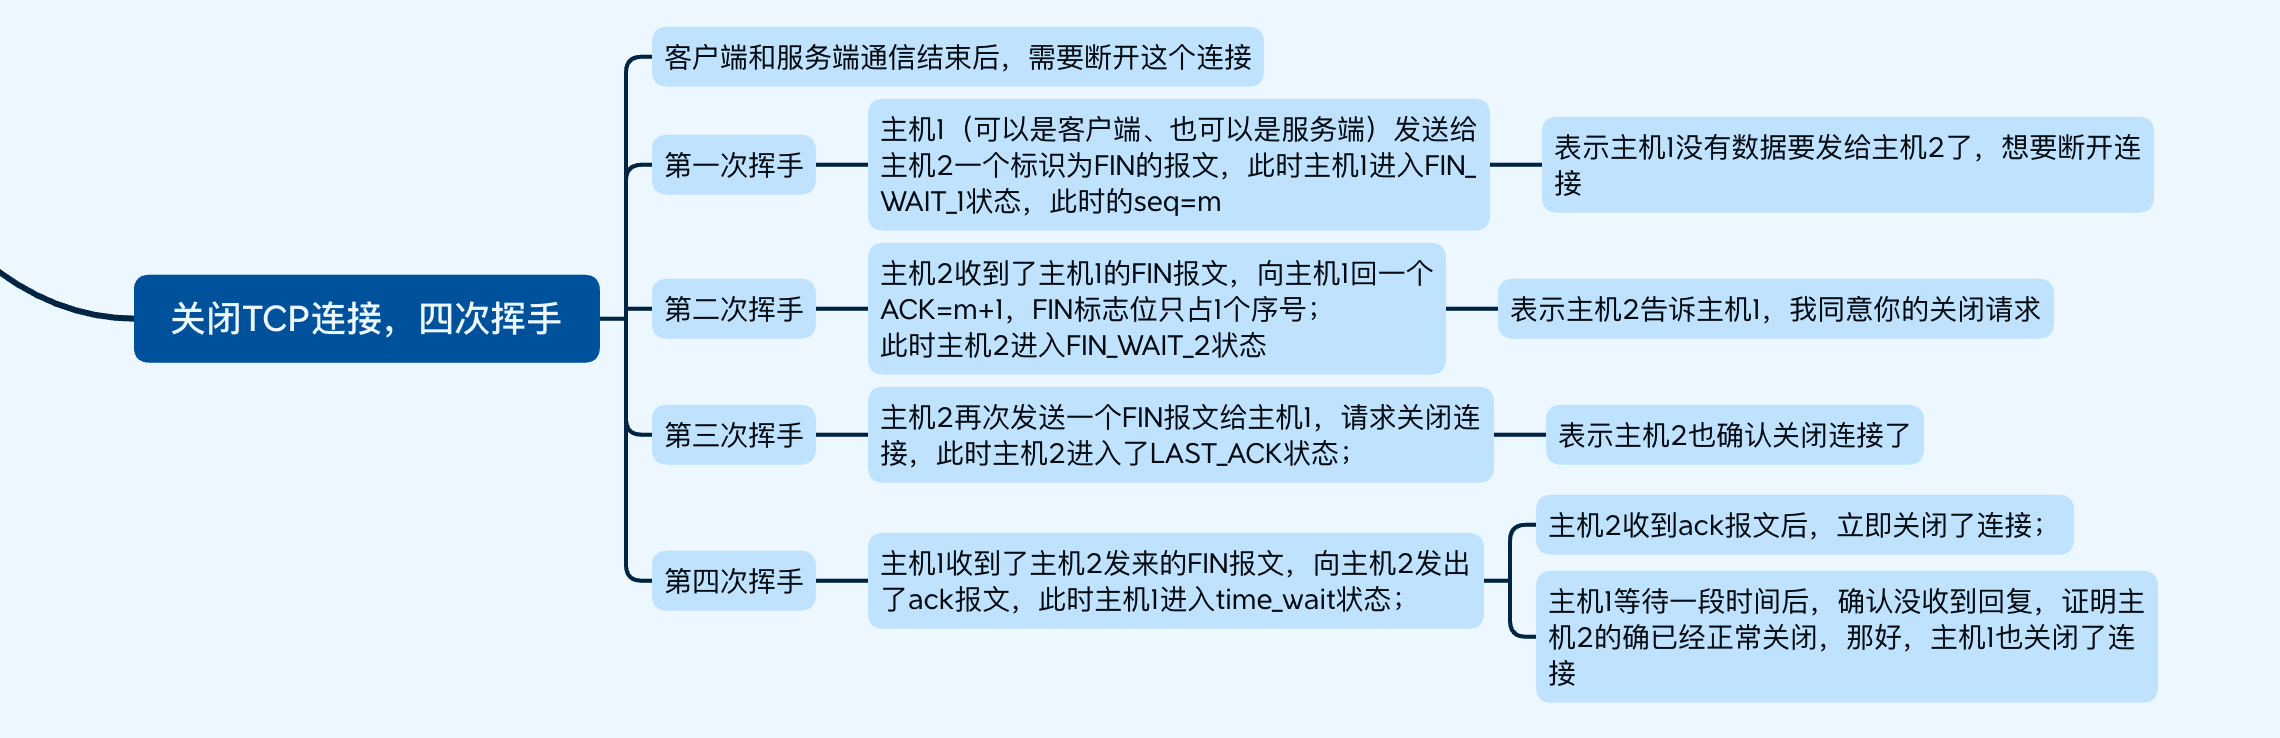 关闭TCP连接，四次挥手
客户端和服务端通信结束后，需要断开这个连接
第一次挥手
主机1（可以是客户端、也可以是服务端）发送给
主机2一个标识为FIN的报文，此时主机1进入FIN_
WAIT_1状态，此时的seq=m
表示主机1没有数据要发给主机2了，想要断开连
接
第二次挥手
主机2收到了主机1的FIN报文，向主机1回一个
ACK=m+1，FIN标志位只占1个序号；
此时主机2进入FIN_WAIT_2状态
表示主机2告诉主机1，我同意你的关闭请求
第三次挥手
主机2再次发送一个FIN报文给主机1，请求关闭连
接，此时主机2进入了LAST_ACK状态；
表示主机2也确认关闭连接了
第四次挥手
主机1收到了主机2发来的FIN报文，向主机2发出
了ack报文，此时主机1进入time_wait状态；
主机2收到ack报文后，立即关闭了连接；
主机1等待一段时间后，确认没收到回复，证明主
机2的确已经正常关闭，那好，主机1也关闭了连
接